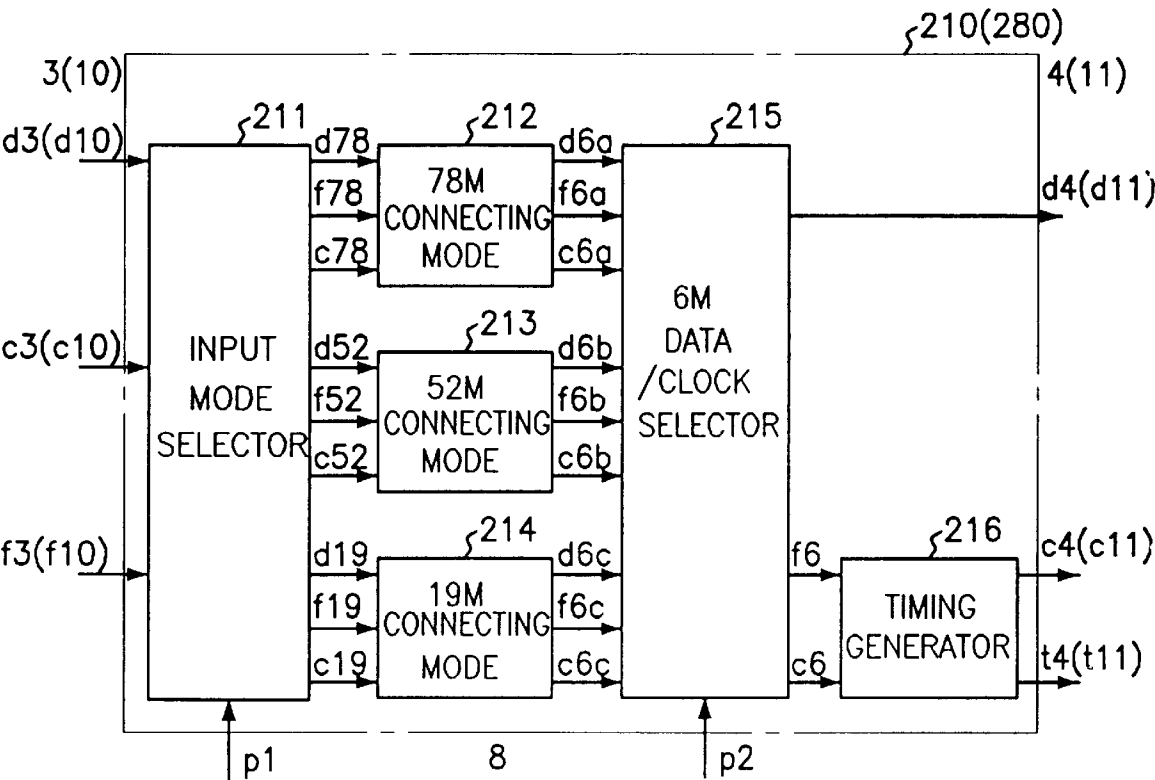 210(280)
3(10)
4(11)
211
212
215
d3(d10)
d78
d6a
78M
CONNECTING
MODE
f78
f6a
d4(d11)
c78
c6a
6M
DATA
/CLOCK
SELECTOR
213
c3(c10)
INPUT
MODE
SELECTOR
d52
d6b
52M
CONNECTING
MODE
f52
f6b
c52
c6b
214
216
f3(f10)
d19
d6c
f6
c4(c11)
19M
CONNECTING
MODE
f19
f6c
TIMING
GENERATOR
c19
c6c
c6
t4(t11)
p1
8
p2